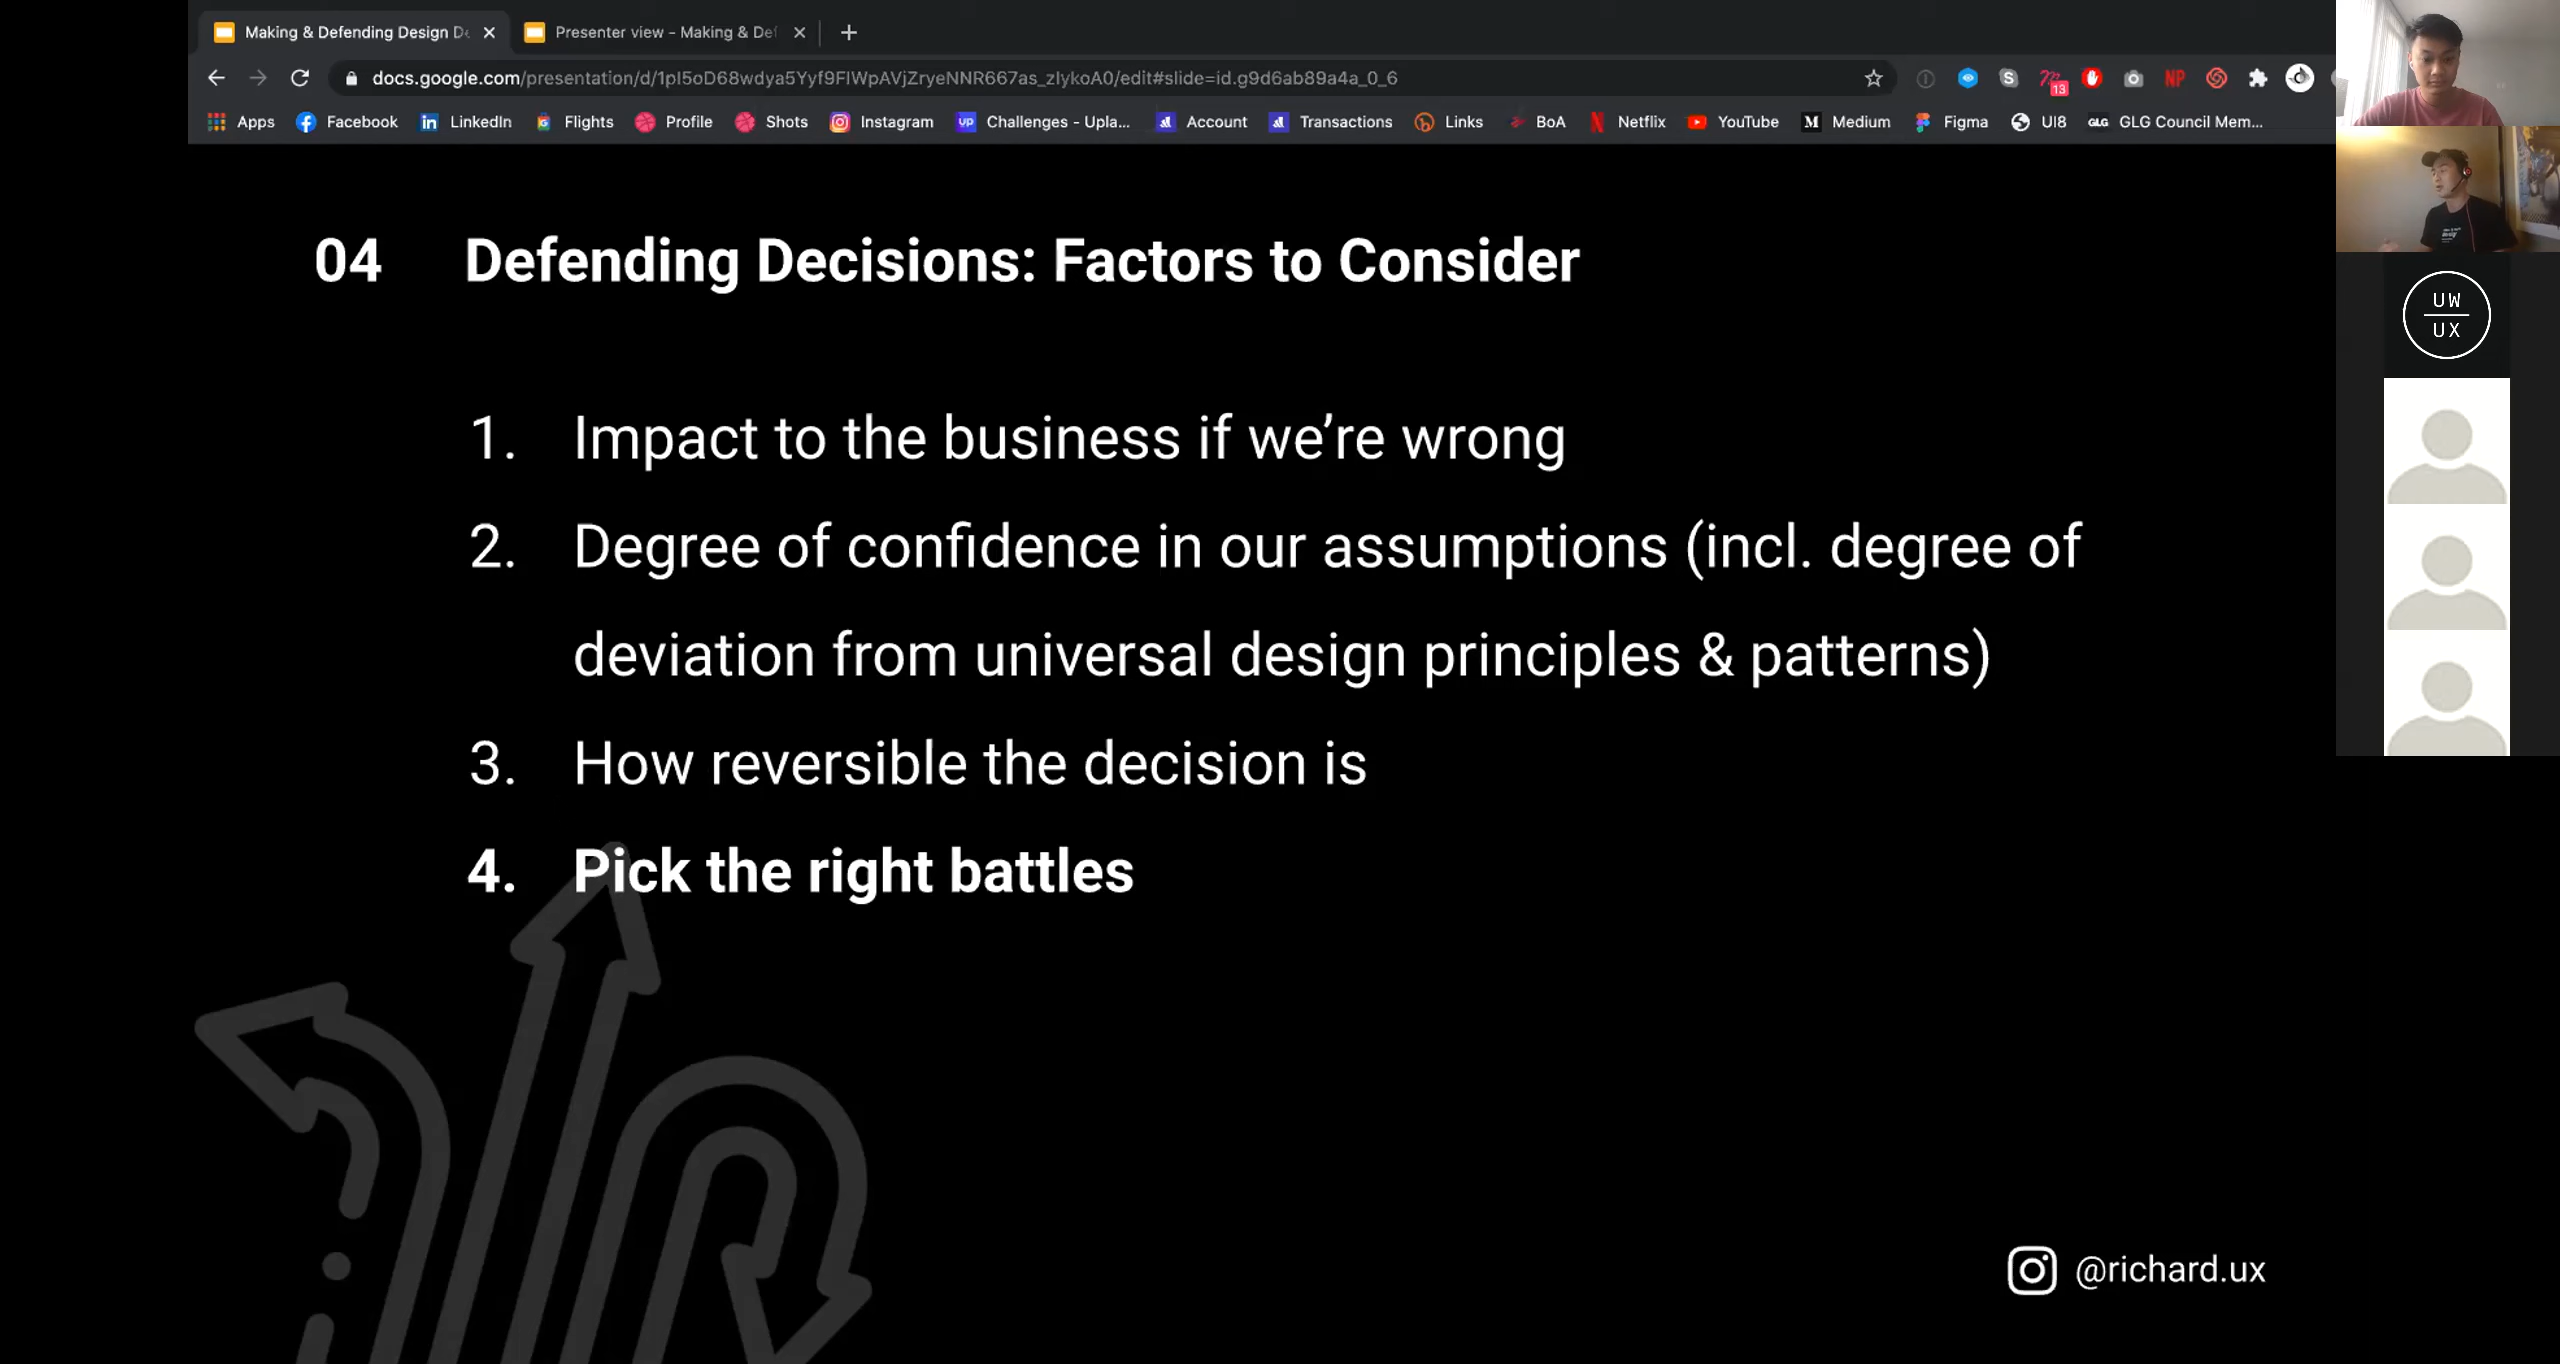 Making & Defending Design De
Presenter view - Making & Def
docs.google.com/presentation/d/1pI5oD68wdya5Yyf9FIWpAVjZryeNNR667as_zIykoA0/edit#slide=id.g9d6ab89a4a_0_6
13
NP
Apps Facebook LinkedIn Flights Profile Shots Instagram UP Challenges - Upla... Account Transactions Links BoA Netflix YouTube Medium Figma UI8 GLG GLG Council Mem...
04 Defending Decisions: Factors to Consider
1. Impact to the business if we’re wrong
2. Degree of confidence in our assumptions (incl. degree of
deviation from universal design principles & patterns)
3. How reversible the decision is
4. Pick the right battles
@richard.ux
UW
UX